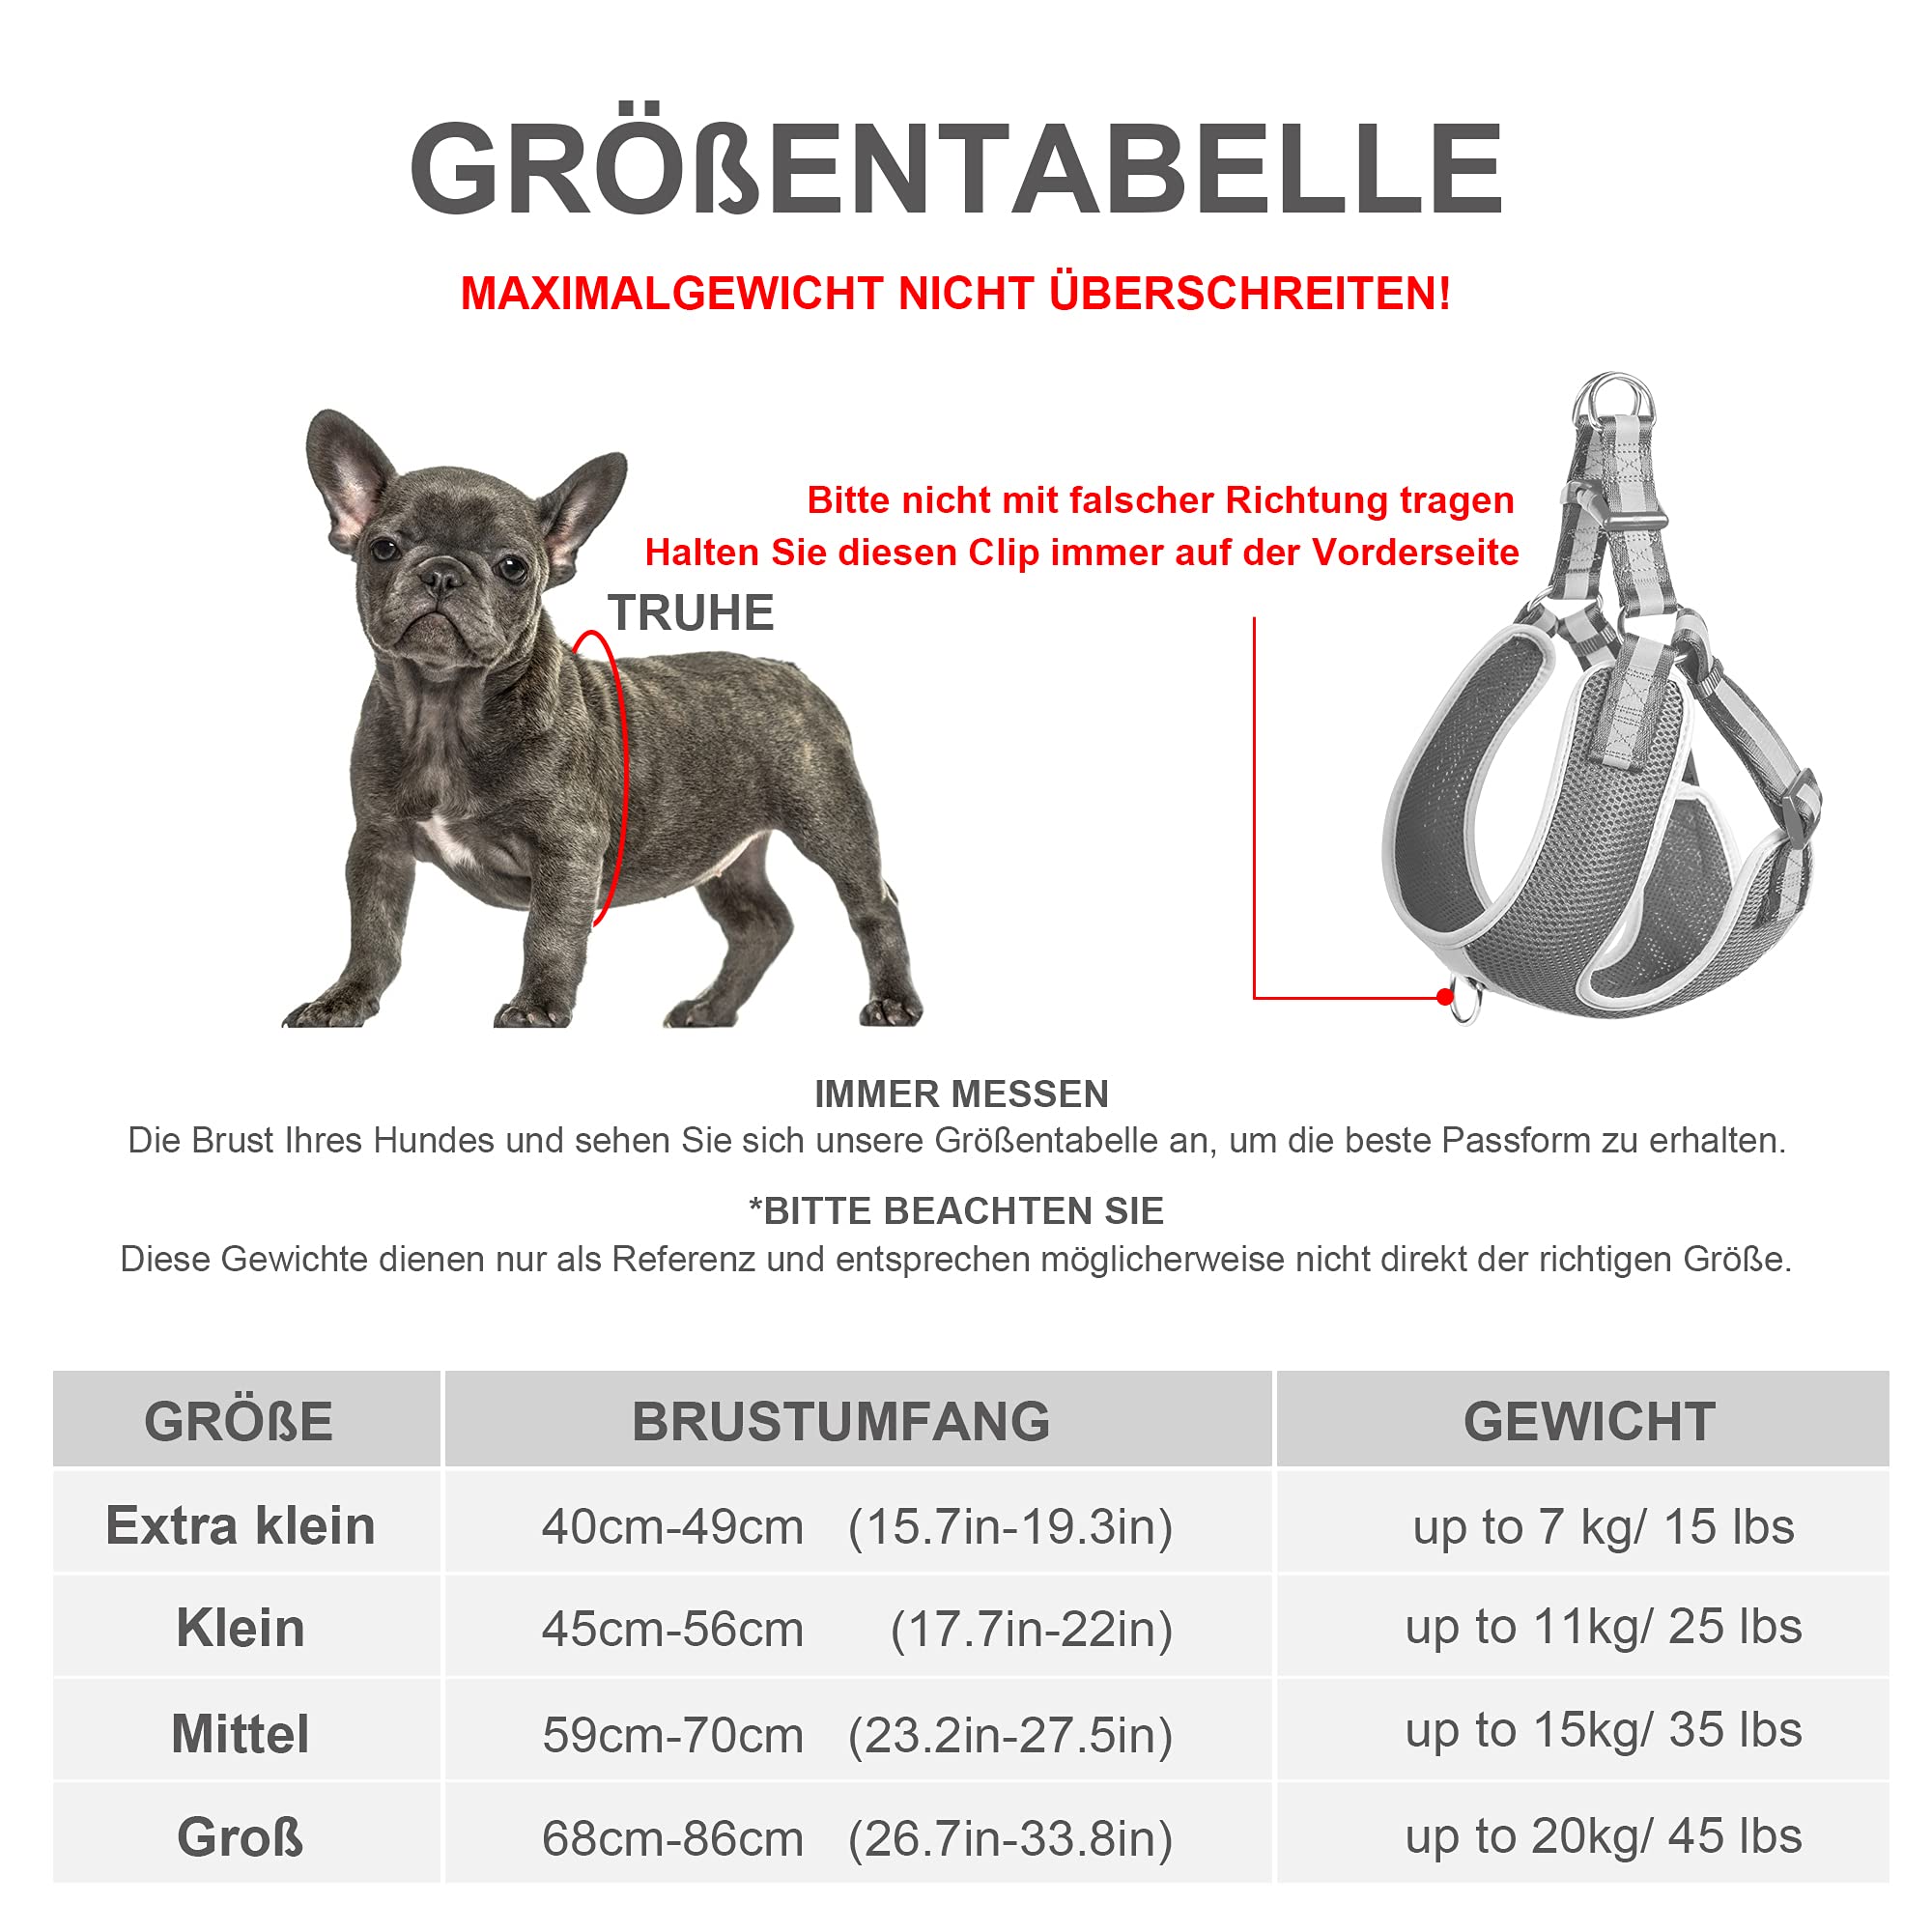 GRÖßENTABELLE
MAXIMALGEWICHT NICHT ÜBERSCHREITEN!
Bitte nicht mit falscher Richtung tragen
Halten Sie diesen Clip immer auf der Vorderseite
TRUHE
IMMER MESSEN
Die Brust Ihres Hundes und sehen Sie sich unsere Größentabelle an, um die beste Passform zu erhalten.
*BITTE BEACHTEN SIE
Diese Gewichte dienen nur als Referenz und entsprechen möglicherweise nicht direkt der richtigen Größe.
GRÖßE BRUSTUMFANG GEWICHT
Extra klein 40cm-49cm (15.7in-19.3in) up to 7 kg/ 15 lbs
Klein 45cm-56cm (17.7in-22in) up to 11kg/ 25 lbs
Mittel 59cm-70cm (23.2in-27.5in) up to 15kg/ 35 lbs
Groß 68cm-86cm (26.7in-33.8in) up to 20kg/ 45 lbs